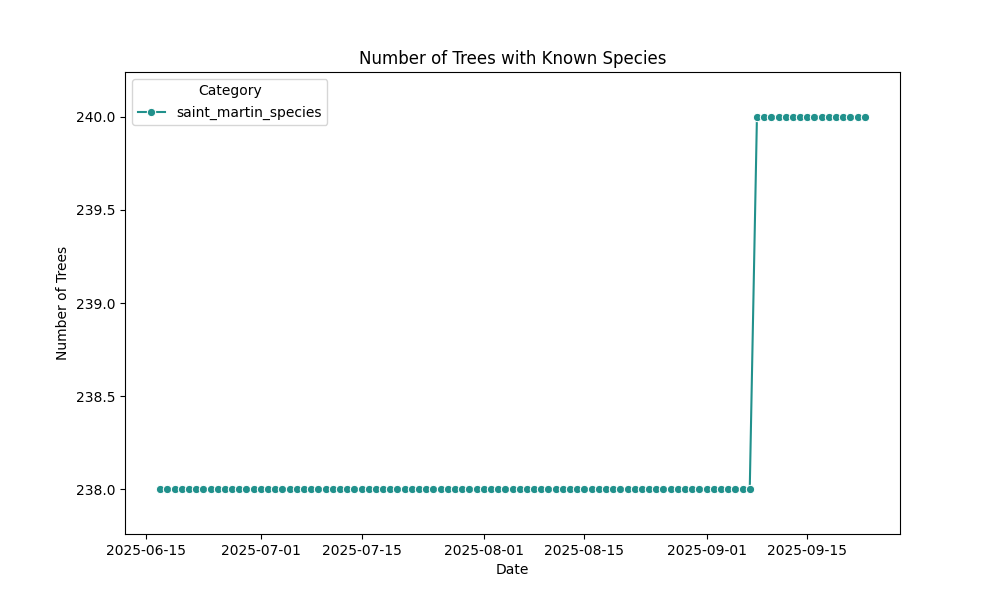 Number of Trees with Known Species
Category
saint_martin_species
240.0
239.5
239.0
238.5
238.0
Number of Trees
2025-06-15 2025-07-01 2025-07-15 2025-08-01 2025-08-15 2025-09-01 2025-09-15
Date